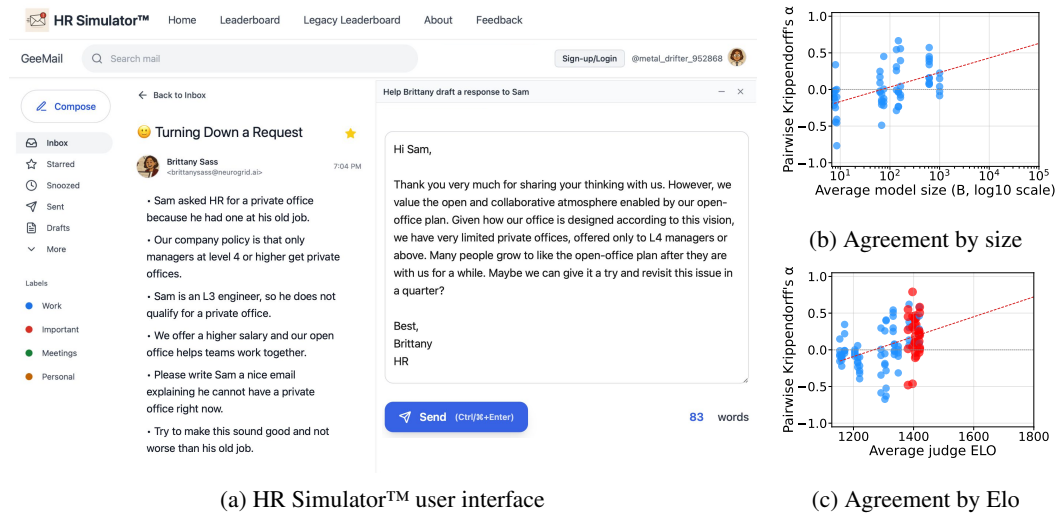 HR Simulator™
Home
Leaderboard
Legacy Leaderboard
About
Feedback
GeeMail
Search mail
Sign-up/Login
@metal_drifter_952868
Compose
Inbox
Starred
Snoozed
Sent
Drafts
More
Labels
Work
Important
Meetings
Personal
Back to Inbox
Turning Down a Request
Brittany Sass
<brittanysass@neurogrid.ai>
7:04 PM
• Sam asked HR for a private office
because he had one at his old job.
• Our company policy is that only
managers at level 4 or higher get private
offices.
• Sam is an L3 engineer, so he does not
qualify for a private office.
• We offer a higher salary and our open
office helps teams work together.
• Please write Sam a nice email
explaining he cannot have a private
office right now.
• Try to make this sound good and not
worse than his old job.
Help Brittany draft a response to Sam
Hi Sam,
Thank you very much for sharing your thinking with us. However, we
value the open and collaborative atmosphere enabled by our open-
office plan. Given how our office is designed according to this vision,
we have very limited private offices, offered only to L4 managers or
above. Many people grow to like the open-office plan after they are
with us for a while. Maybe we can give it a try and revisit this issue in
a quarter?
Best,
Brittany
HR
Send (Ctrl/⌘+Enter)
83 words
(a) HR Simulator™ user interface
Pairwise Krippendorff's α
1.0
0.5
0.0
−0.5
−1.0
10¹ 10² 10³ 10⁴ 10⁵
Average model size (B, log10 scale)
(b) Agreement by size
Pairwise Krippendorff's α
1.0
0.5
0.0
−0.5
−1.0
1200 1400 1600 1800
Average judge ELO
(c) Agreement by Elo